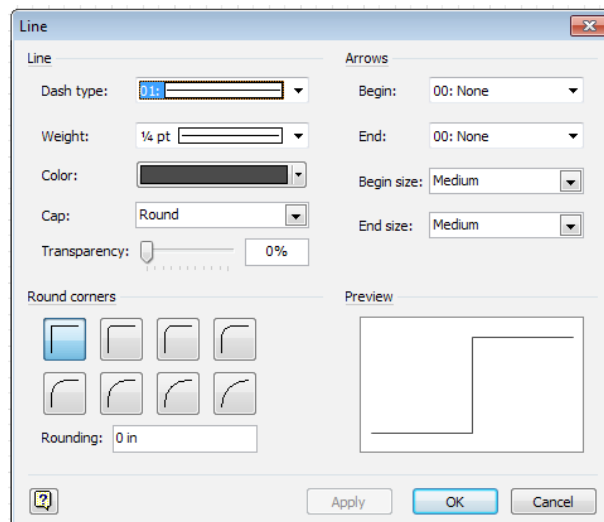 Line
Line
Dash type: 01:
Weight: ¼ pt
Color:
Cap: Round
Transparency: 0%
Arrows
Begin: 00: None
End: 00: None
Begin size: Medium
End size: Medium
Round corners
Rounding: 0 in
Preview
?
Apply OK Cancel